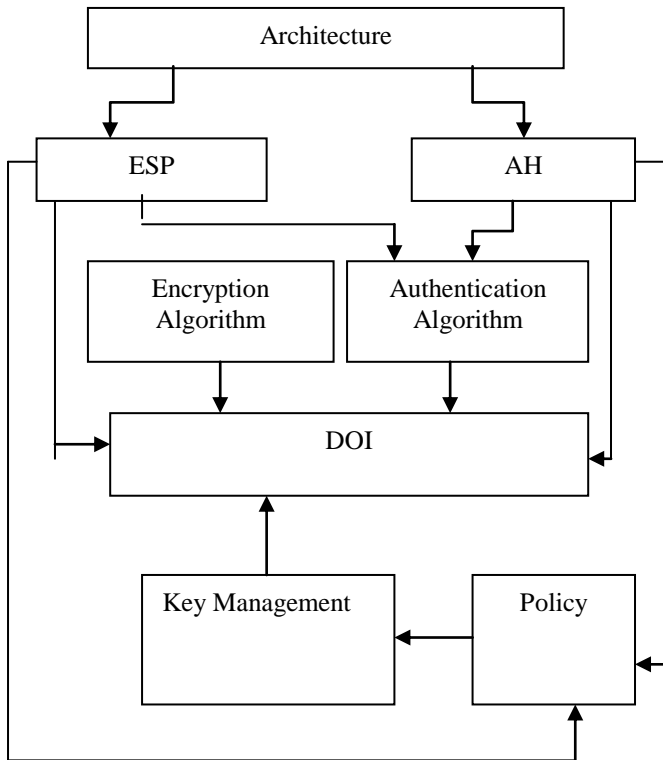 Architecture
ESP
AH
Encryption
Algorithm
Authentication
Algorithm
DOI
Key Management
Policy